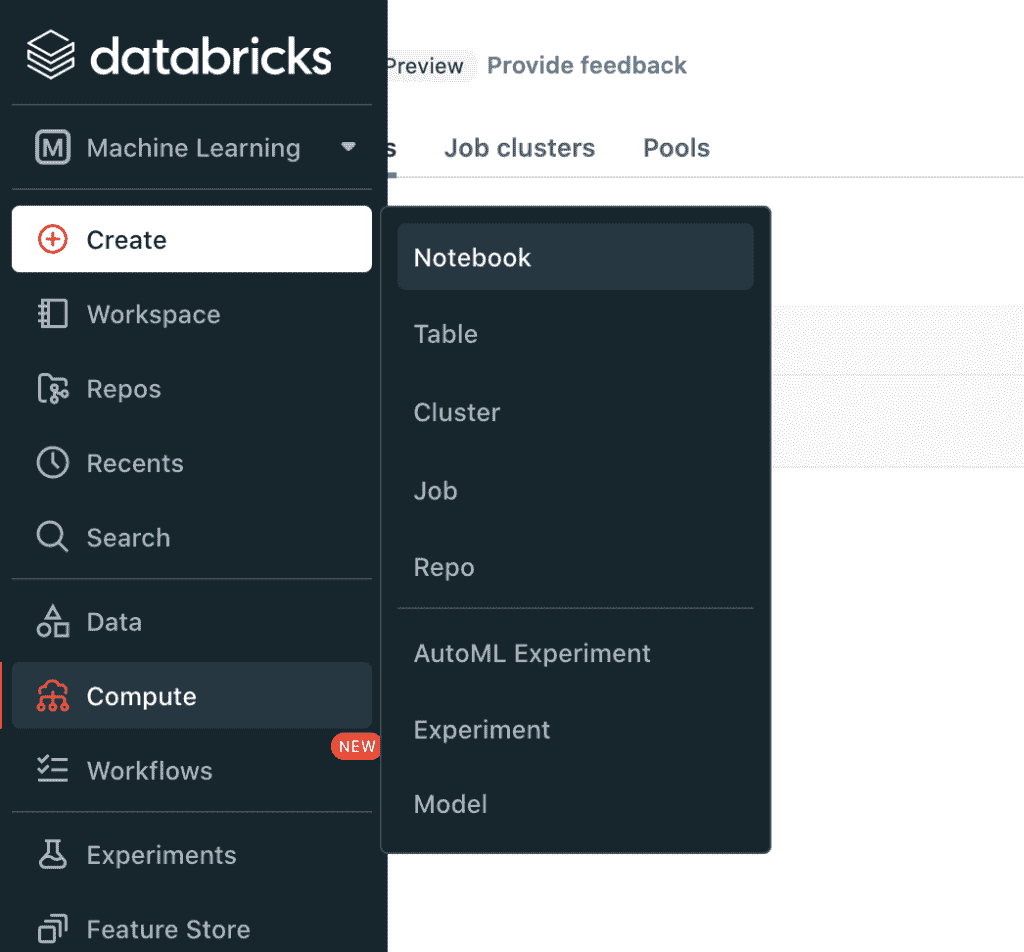 databricks
Preview Provide feedback
M Machine Learning
s Job clusters Pools
Create
Workspace
Repos
Recents
Search
Data
Compute
NEW
Workflows
Experiments
Feature Store
Notebook
Table
Cluster
Job
Repo
AutoML Experiment
Experiment
Model